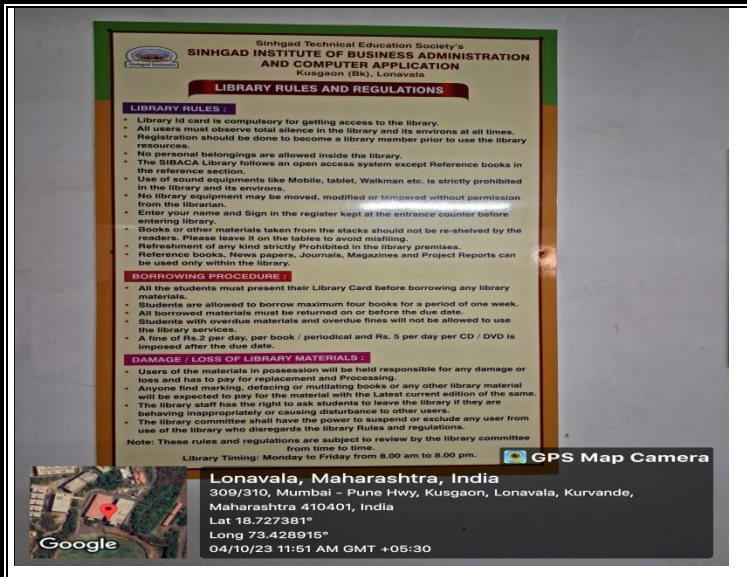 Sinhgad Technical Education Society's
SINHGAD INSTITUTE OF BUSINESS ADMINISTRATION
AND COMPUTER APPLICATION
Kusgaon (Bk), Lonavala
Sinhgad Institutes
LIBRARY RULES AND REGULATIONS
LIBRARY RULES :
• Library Id card is compulsory for getting access to the library.
• All users must observe total silence in the library and its environs at all times.
• Registration should be done to become a library member prior to use the library
resources.
• No personal belongings are allowed inside the library.
• The SIBACA Library follows an open access system except Reference books in
the reference section.
• Use of sound equipments like Mobile, tablet, Walkman etc. is strictly prohibited
in the library and its environs.
• No library equipment may be moved, modified or tampered without permission
from the librarian.
• Enter your name and Sign in the register kept at the entrance counter before
entering library.
• Books or other materials taken from the stacks should not be re-shelved by the
readers. Please leave it on the tables to avoid misfiling.
• Refreshment of any kind strictly Prohibited in the library premises.
• Reference books, News papers, Journals, Magazines and Project Reports can
be used only within the library.
BORROWING PROCEDURE :
• All the students must present their Library Card before borrowing any library
materials.
• Students are allowed to borrow maximum four books for a period of one week.
• All borrowed materials must be returned on or before the due date.
• Students with overdue materials and overdue fines will not be allowed to use
the library services.
• A fine of Rs.2 per day, per book / periodical and Rs. 5 per day per CD / DVD is
imposed after the due date.
DAMAGE / LOSS OF LIBRARY MATERIALS :
• Users of the materials in possession will be held responsible for any damage or
loss and has to pay for replacement and Processing.
• Anyone find marking, defacing or mutilating books or any other library material
will be expected to pay for the material with the Latest current edition of the same.
• The library staff has the right to ask students to leave the library if they are
behaving inappropriately or causing disturbance to other users.
• The library committee shall have the power to suspend or exclude any user from
use of the library who disregards the library Rules and regulations.
Note: These rules and regulations are subject to review by the library committee
from time to time.
Library Timing: Monday to Friday from 8.00 am to 8.00 pm.
GPS Map Camera
Lonavala, Maharashtra, India
309/310, Mumbai - Pune Hwy, Kusgaon, Lonavala, Kurvande,
Maharashtra 410401, India
Lat 18.727381°
Long 73.428915°
04/10/23 11:51 AM GMT +05:30
Google